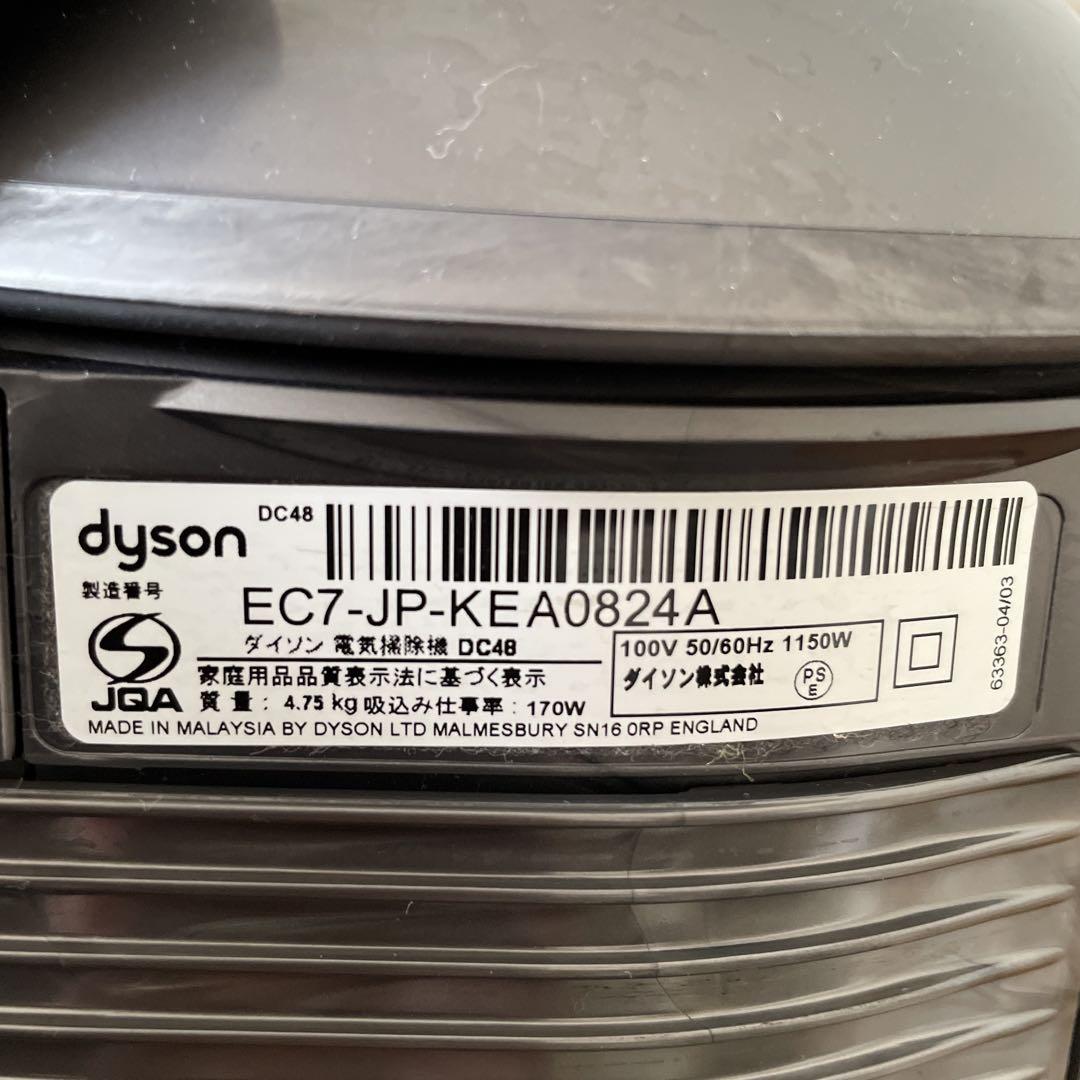 dyson DC48
製造番号
EC7-JP-KEA0824A
ダイソン 電気掃除機 DC48
家庭用品品質表示法に基づく表示
質量: 4.75 kg 吸込み仕事率: 170W
JQA
100V 50/60Hz 1150W
ダイソン株式会社
PS
E
MADE IN MALAYSIA BY DYSON LTD MALMESBURY SN16 0RP ENGLAND
63363-04/03